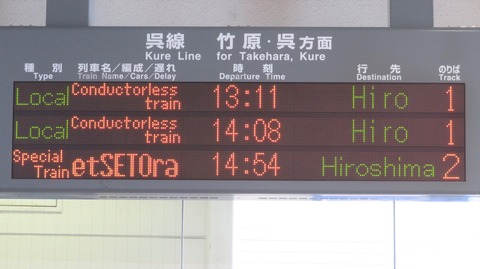 呉線 竹原・呉方面
Kure Line for Takehara, Kure
種別 列車名／編成／遅れ 時刻 行先 のりば
Type Train Name/Cars/Delay Departure Time Destination Track
Local Conductorless train 13:11 Hiro 1
Local Conductorless train 14:08 Hiro 1
Special Train etSETOra 14:54 Hiroshima 2